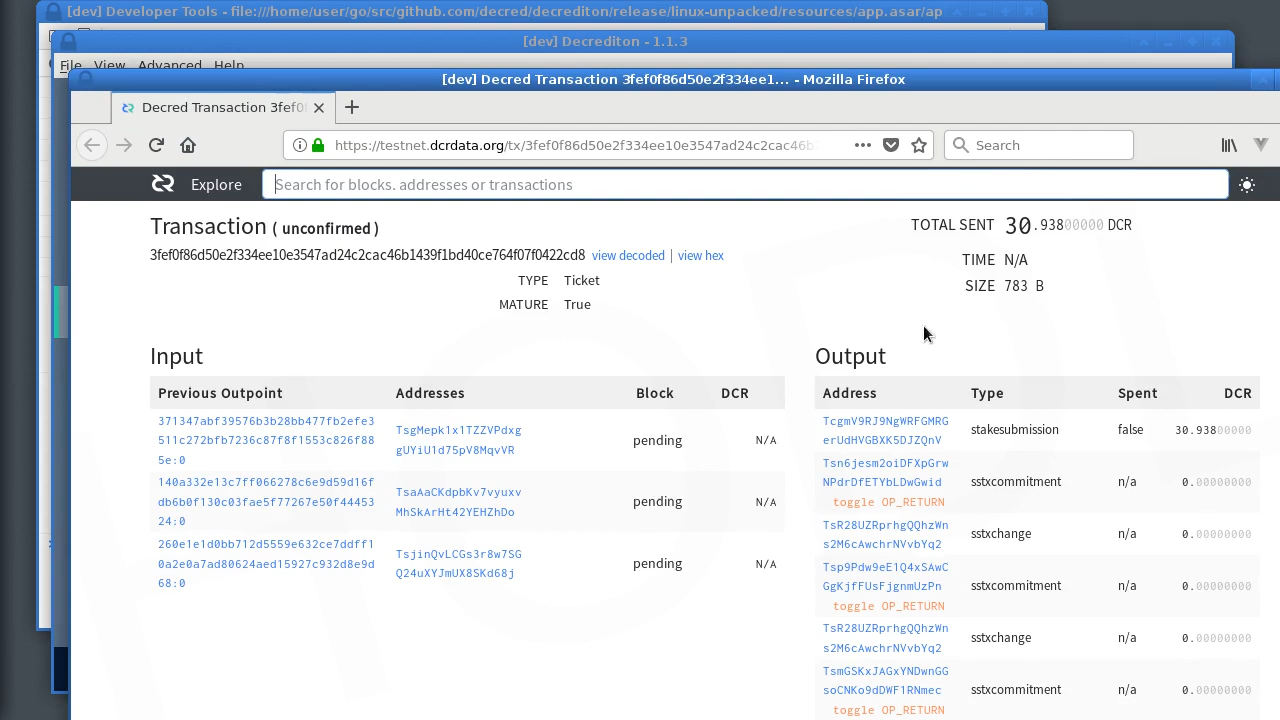 [dev] Developer Tools - file:///home/user/go/src/github.com/decred/decrediton/release/linux-unpacked/resources/app.asar/ap
[dev] Decrediton - 1.1.3
File View Advanced Help
[dev] Decred Transaction 3fef0f86d50e2f334ee1... - Mozilla Firefox
Decred Transaction 3fef0
https://testnet.dcrdata.org/tx/3fef0f86d50e2f334ee10e3547ad24c2cac46b
Search
Explore
Search for blocks, addresses or transactions
Transaction ( unconfirmed )
3fef0f86d50e2f334ee10e3547ad24c2cac46b1439f1bd40ce764f07f0422cd8 view decoded | view hex
TYPE Ticket
MATURE True
TOTAL SENT 30.93800000 DCR
TIME N/A
SIZE 783 B
Input
Previous Outpoint Addresses Block DCR
371347abf39576b3b28bb477fb2efe3
511c272bfb7236c87f8f1553c826f88
5e:0
TsgMepk1x1TZZVPdxg
gUYiU1d75pV8MqvVR
pending N/A
140a332e13c7ff066278c6e9d59d16f
db6b0f130c03fae5f77267e50f44453
24:0
TsaAaCKdpbKv7vyuxv
MhSkArHt42YEHZhDo
pending N/A
260e1e1d0bb712d5559e632ce7ddff1
0a2e0a7ad80624aed15927c932d8e9d
68:0
TsjinQvLCGs3r8w7SG
Q24uXYJmUX8SKd68j
pending N/A
Output
Address Type Spent DCR
TcgmV9RJ9NgWRFGMRG
erUdHVGBXK5DJZQnV
stakesubmission false 30.93800000
Tsn6jesm2oiDFXpGrw
NPdrDfETYbLDwGwid
toggle OP_RETURN
sstxcommitment n/a 0.00000000
TsR28UZRprhgQQhzWn
s2M6cAwchrNVvbYq2
sstxchange n/a 0.00000000
Tsp9Pdw9eE1Q4xSAwC
GgKjfFUsFjgnmUzPn
toggle OP_RETURN
sstxcommitment n/a 0.00000000
TsR28UZRprhgQQhzWn
s2M6cAwchrNVvbYq2
sstxchange n/a 0.00000000
TsmGSKxJAGxYNDwnGG
soCNKo9dDWF1RNmec
toggle OP_RETURN
sstxcommitment n/a 0.00000000